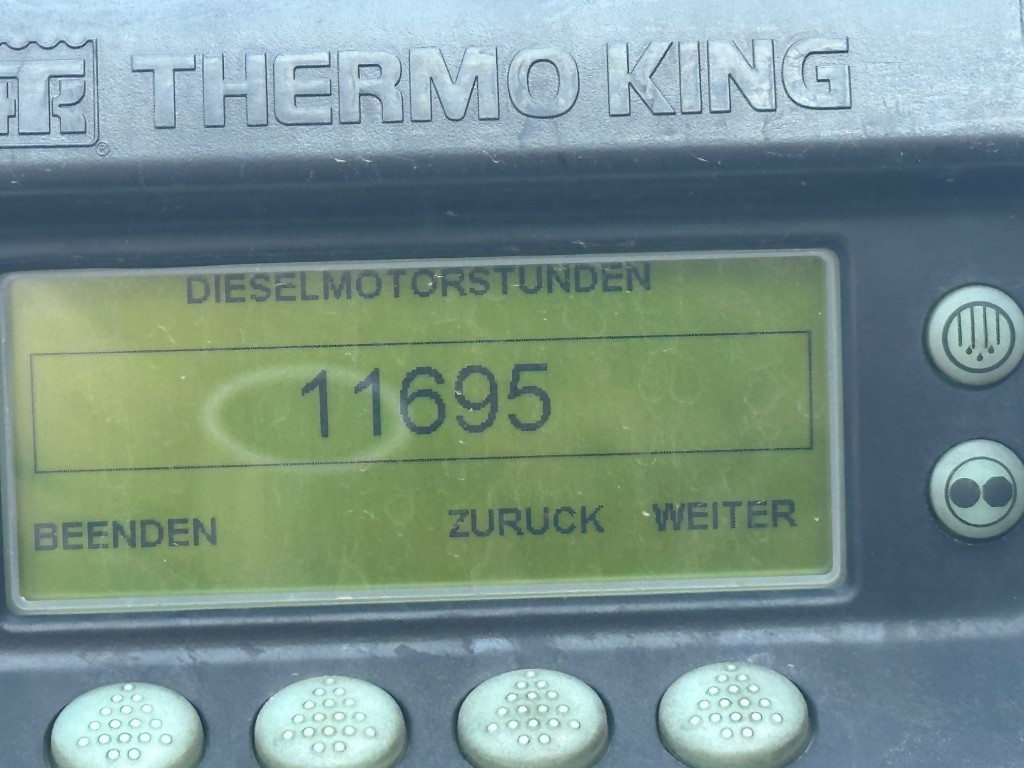 THERMO KING
DIESELMOTORSTUNDEN
11695
BEENDEN ZURUCK WEITER